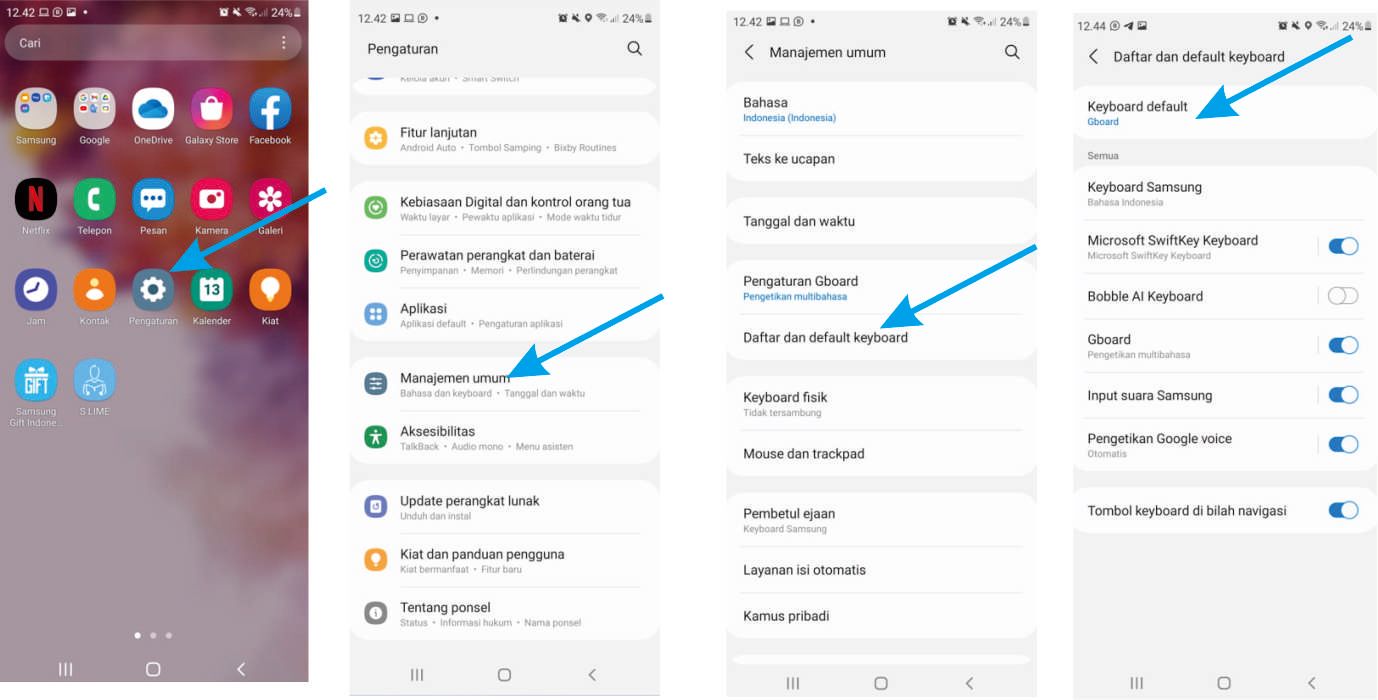 12.42
24%
Cari
Samsung
Google
OneDrive
Galaxy Store
Facebook
Netflix
Telepon
Pesan
Kamera
Galeri
Jam
Kontak
Pengaturan
13
Kalender
Kiat
GIFT
Samsung
Gift Indone...
S LIME
12.42
24%
Pengaturan
Kelola akun • Smart Switch
Fitur lanjutan
Android Auto • Tombol Samping • Bixby Routines
Kebiasaan Digital dan kontrol orang tua
Waktu layar • Pewaktu aplikasi • Mode waktu tidur
Perawatan perangkat dan baterai
Penyimpanan • Memori • Perlindungan perangkat
Aplikasi
Aplikasi default • Pengaturan aplikasi
Manajemen umum
Bahasa dan keyboard • Tanggal dan waktu
Aksesibilitas
TalkBack • Audio mono • Menu asisten
Update perangkat lunak
Unduh dan instal
Kiat dan panduan pengguna
Kiat bermanfaat • Fitur baru
Tentang ponsel
Status • Informasi hukum • Nama ponsel
12.42
24%
Manajemen umum
Bahasa
Indonesia (Indonesia)
Teks ke ucapan
Tanggal dan waktu
Pengaturan Gboard
Pengetikan multibahasa
Daftar dan default keyboard
Keyboard fisik
Tidak tersambung
Mouse dan trackpad
Pembetul ejaan
Keyboard Samsung
Layanan isi otomatis
Kamus pribadi
12.44
24%
Daftar dan default keyboard
Keyboard default
Gboard
Semua
Keyboard Samsung
Bahasa Indonesia
Microsoft SwiftKey Keyboard
Microsoft SwiftKey Keyboard
Bobble AI Keyboard
Gboard
Pengetikan multibahasa
Input suara Samsung
Pengetikan Google voice
Otomatis
Tombol keyboard di bilah navigasi